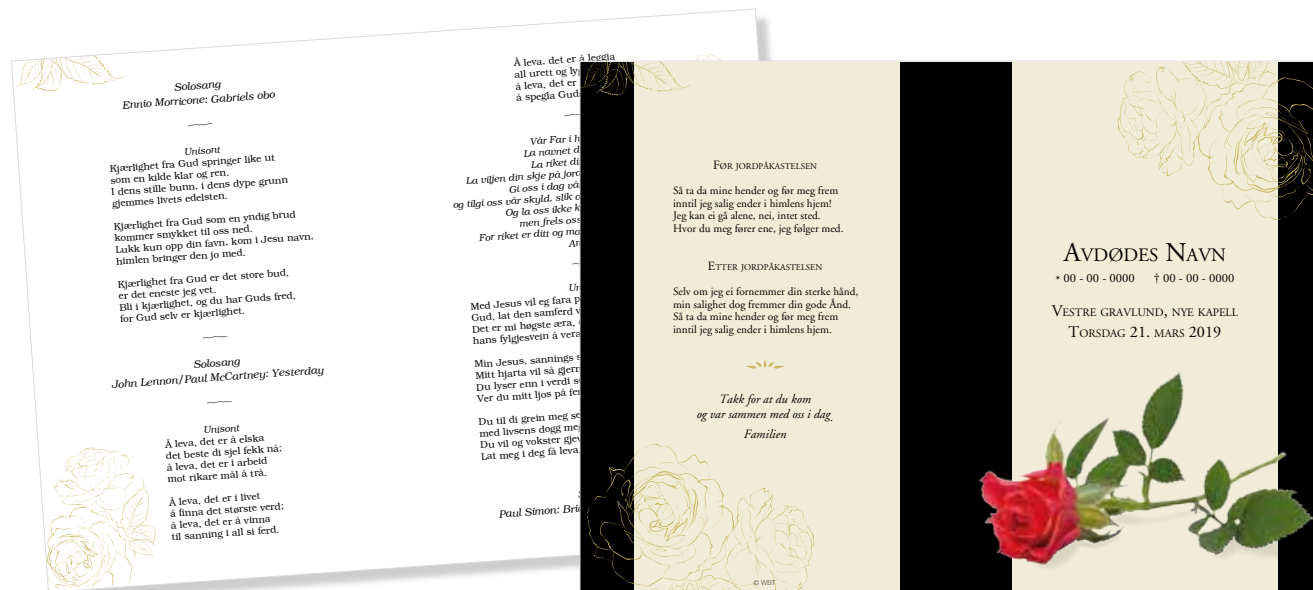 Solosang
Ennio Morricone: Gabriels obo
Unisont
Kjærlighet fra Gud springer like ut
som en kilde klar og ren.
I dens stille bunn, i dens dype grunn
gjemmes livets edelsten.
Kjærlighet fra Gud som en yndig brud
kommer smykket til oss ned.
Lukk kun opp din favn, kom i Jesu navn,
himlen bringer den jo med.
Kjærlighet fra Gud er det store bud,
er det eneste jeg vet.
Bli i kjærlighet, og du har Guds fred,
for Gud selv er kjærlighet.
Solosang
John Lennon/Paul McCartney: Yesterday
Unisont
Å leva, det er å elska
det beste di sjel fekk nå;
å leva, det er i arbeid
mot rikare mål å trå.
Å leva, det er i livet
å finna det største verd;
å leva, det er å vinna
til sanning i all si ferd.
Å leva, det er å leggja
all urett og
å leva, det er
å spegla
Vår Far i
La navnet
La riket
La viljen din skje på
Gi oss i dag
og tilgi oss vår skyld, slik
Og la oss ikke
men frels oss
For riket er ditt og
Med Jesus vil eg fara
Gud, lat den samferd
Det er mi høgste æra,
hans fylgjesvein å
Min Jesus, sannings
Mitt hjarta vil så
Du lyser enn i verdi
Ver du mitt ljos på
Du til di grein meg
med livsens dogg
Du vil og vokster
Lat meg i deg få
Paul Simon:
Før jordpåkastelsen
Så ta da mine hender og før meg frem
inntil jeg salig ender i himlens hjem!
Jeg kan ei gå alene, nei, intet sted.
Hvor du meg fører ene, jeg følger med.
Etter jordpåkastelsen
Selv om jeg ei fornemmer din sterke hånd,
min salighet dog fremmer din gode Ånd.
Så ta da mine hender og før meg frem
inntil jeg salig ender i himlens hjem.
Takk for at du kom
og var sammen med oss i dag.
Familien
© WBT
Avdødes Navn
* 00 - 00 - 0000 † 00 - 00 - 0000
Vestre gravlund, nye kapell
Torsdag 21. mars 2019